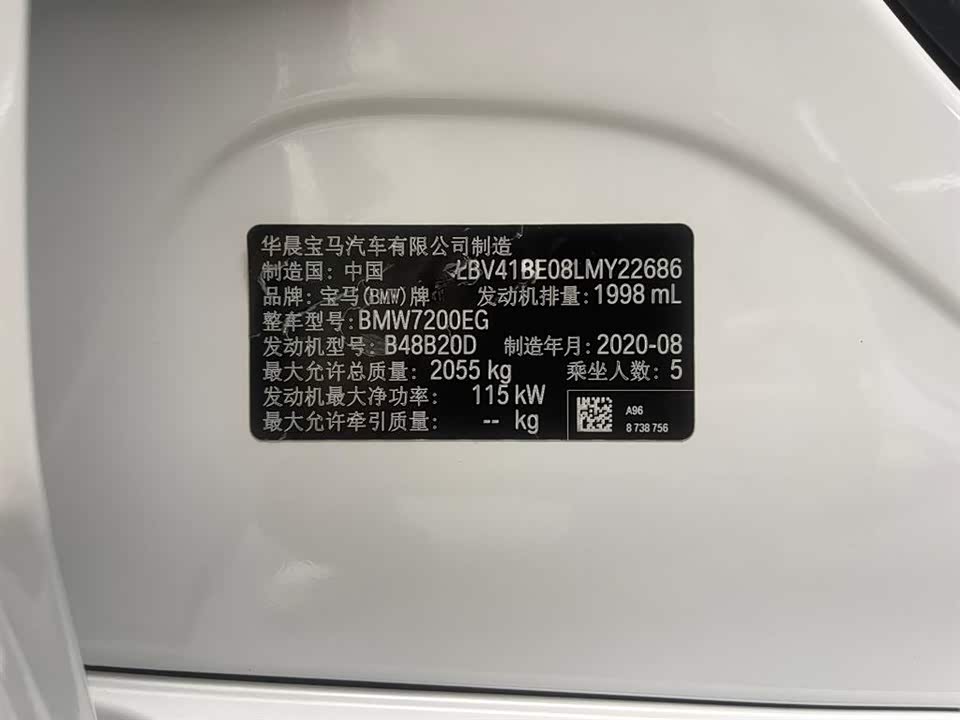 华晨宝马汽车有限公司制造
制造国：中国 LBV41BE08LMY22686
品牌：宝马(BMW)牌 发动机排量：1998 mL
整车型号：BMW7200EG
发动机型号：B48B20D 制造年月：2020-08
最大允许总质量：2055 kg 乘坐人数：5
发动机最大净功率：115 kW
最大允许牵引质量：-- kg
A96
8 738 756